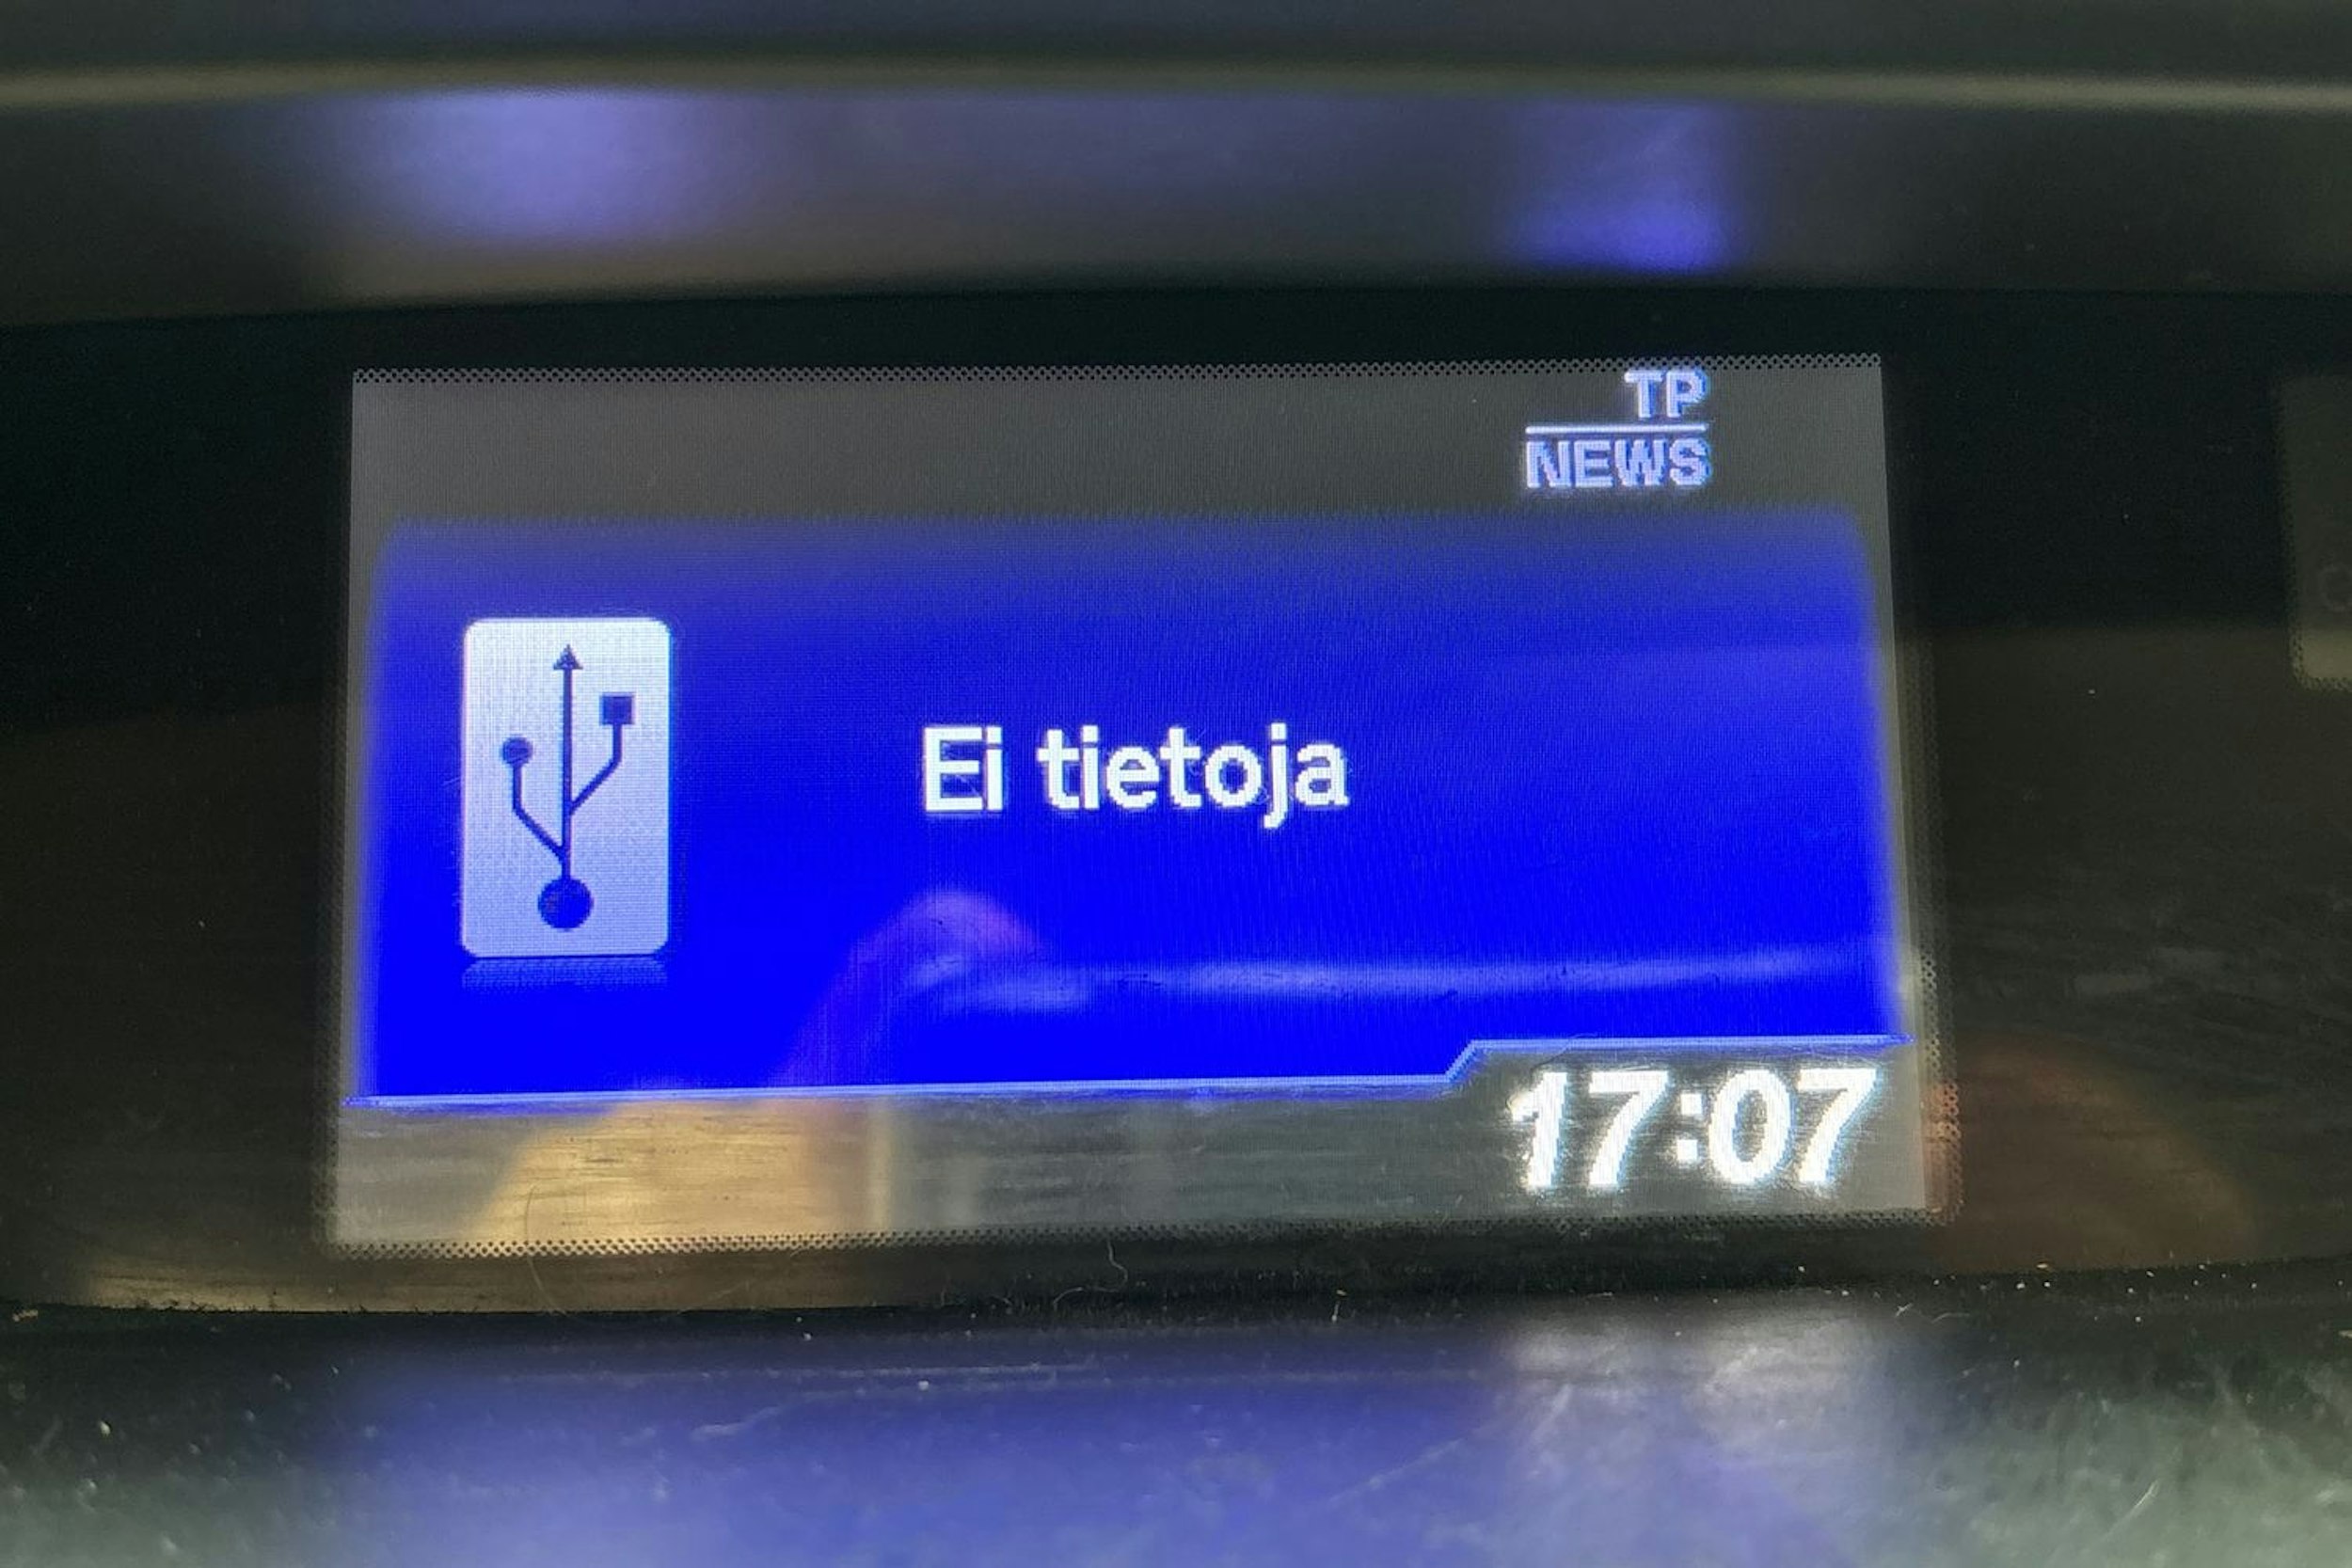 TP
NEWS
Ei tietoja
17:07